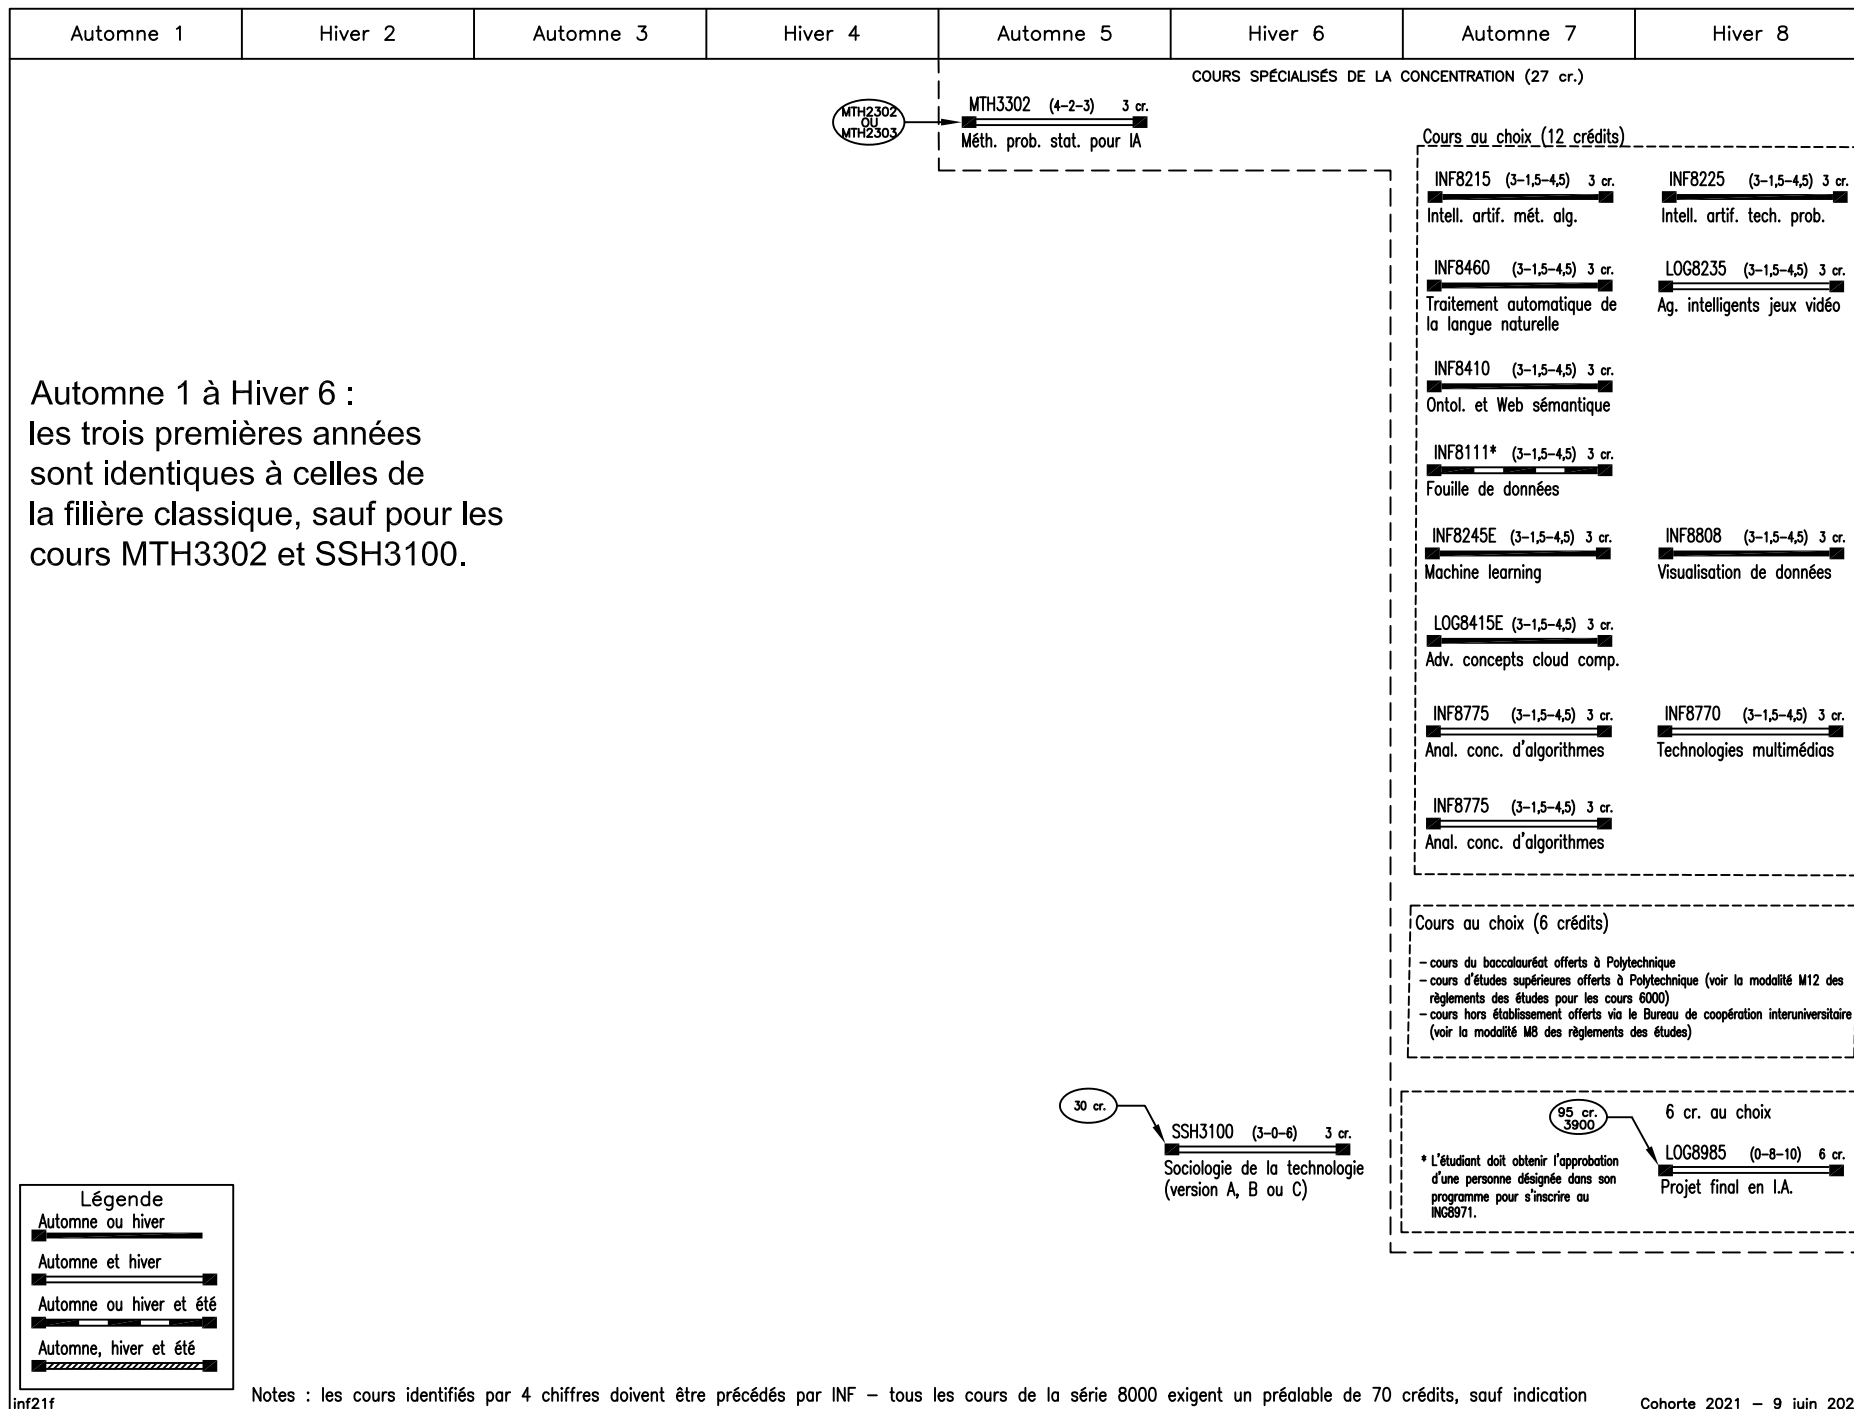 Automne 1 Hiver 2 Automne 3 Hiver 4 Automne 5 Hiver 6 Automne 7 Hiver 8
COURS SPÉCIALISÉS DE LA CONCENTRATION (27 cr.)
MTH2302
OU
MTH2303
MTH3302 (4-2-3) 3 cr.
Méth. prob. stat. pour IA
Cours au choix (12 crédits)
INF8215 (3-1,5-4,5) 3 cr.
Intell. artif. mét. alg.
INF8225 (3-1,5-4,5) 3 cr.
Intell. artif. tech. prob.
INF8460 (3-1,5-4,5) 3 cr.
Traitement automatique de
la langue naturelle
LOG8235 (3-1,5-4,5) 3 cr.
Ag. intelligents jeux vidéo
INF8410 (3-1,5-4,5) 3 cr.
Ontol. et Web sémantique
INF8111* (3-1,5-4,5) 3 cr.
Fouille de données
INF8245E (3-1,5-4,5) 3 cr.
Machine learning
INF8808 (3-1,5-4,5) 3 cr.
Visualisation de données
LOG8415E (3-1,5-4,5) 3 cr.
Adv. concepts cloud comp.
INF8775 (3-1,5-4,5) 3 cr.
Anal. conc. d'algorithmes
INF8770 (3-1,5-4,5) 3 cr.
Technologies multimédias
INF8775 (3-1,5-4,5) 3 cr.
Anal. conc. d'algorithmes
Automne 1 à Hiver 6 :
les trois premières années
sont identiques à celles de
la filière classique, sauf pour les
cours MTH3302 et SSH3100.
Cours au choix (6 crédits)
- cours du baccalauréat offerts à Polytechnique
- cours d'études supérieures offerts à Polytechnique (voir la modalité M12 des
règlements des études pour les cours 6000)
- cours hors établissement offerts via le Bureau de coopération interuniversitaire
(voir la modalité M8 des règlements des études)
30 cr.
SSH3100 (3-0-6) 3 cr.
Sociologie de la technologie
(version A, B ou C)
95 cr.
3900
6 cr. au choix
LOG8985 (0-8-10) 6 cr.
Projet final en I.A.
* L'étudiant doit obtenir l'approbation
d'une personne désignée dans son
programme pour s'inscrire au
ING8971.
Légende
Automne ou hiver
Automne et hiver
Automne ou hiver et été
Automne, hiver et été
inf21f
Notes : les cours identifiés par 4 chiffres doivent être précédés par INF – tous les cours de la série 8000 exigent un préalable de 70 crédits, sauf indication
Cohorte 2021 – 9 juin 202